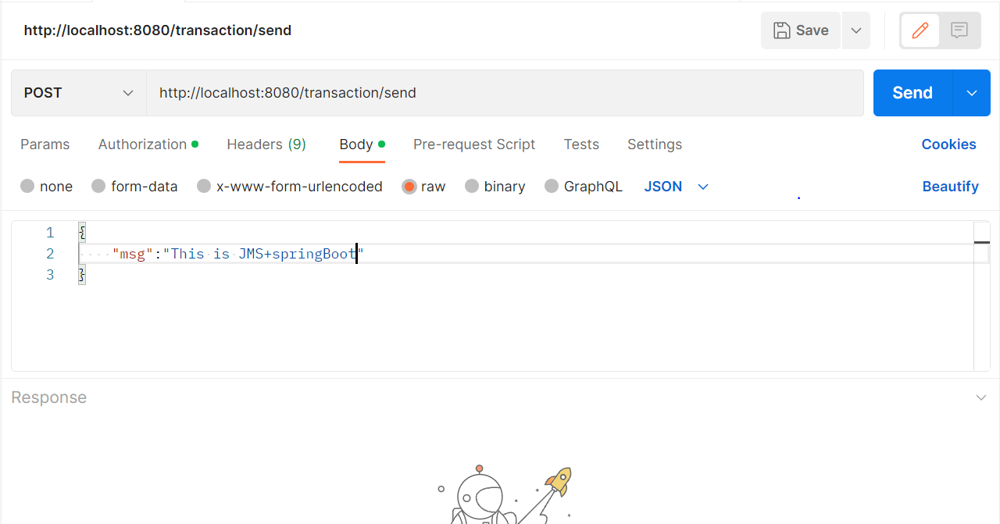 http://localhost:8080/transaction/send Save
POST http://localhost:8080/transaction/send Send
Params Authorization Headers (9) Body Pre-request Script Tests Settings Cookies
none form-data x-www-form-urlencoded raw binary GraphQL JSON Beautify
1 {
2 "msg":"This is JMS+springBoot"
3 }
Response